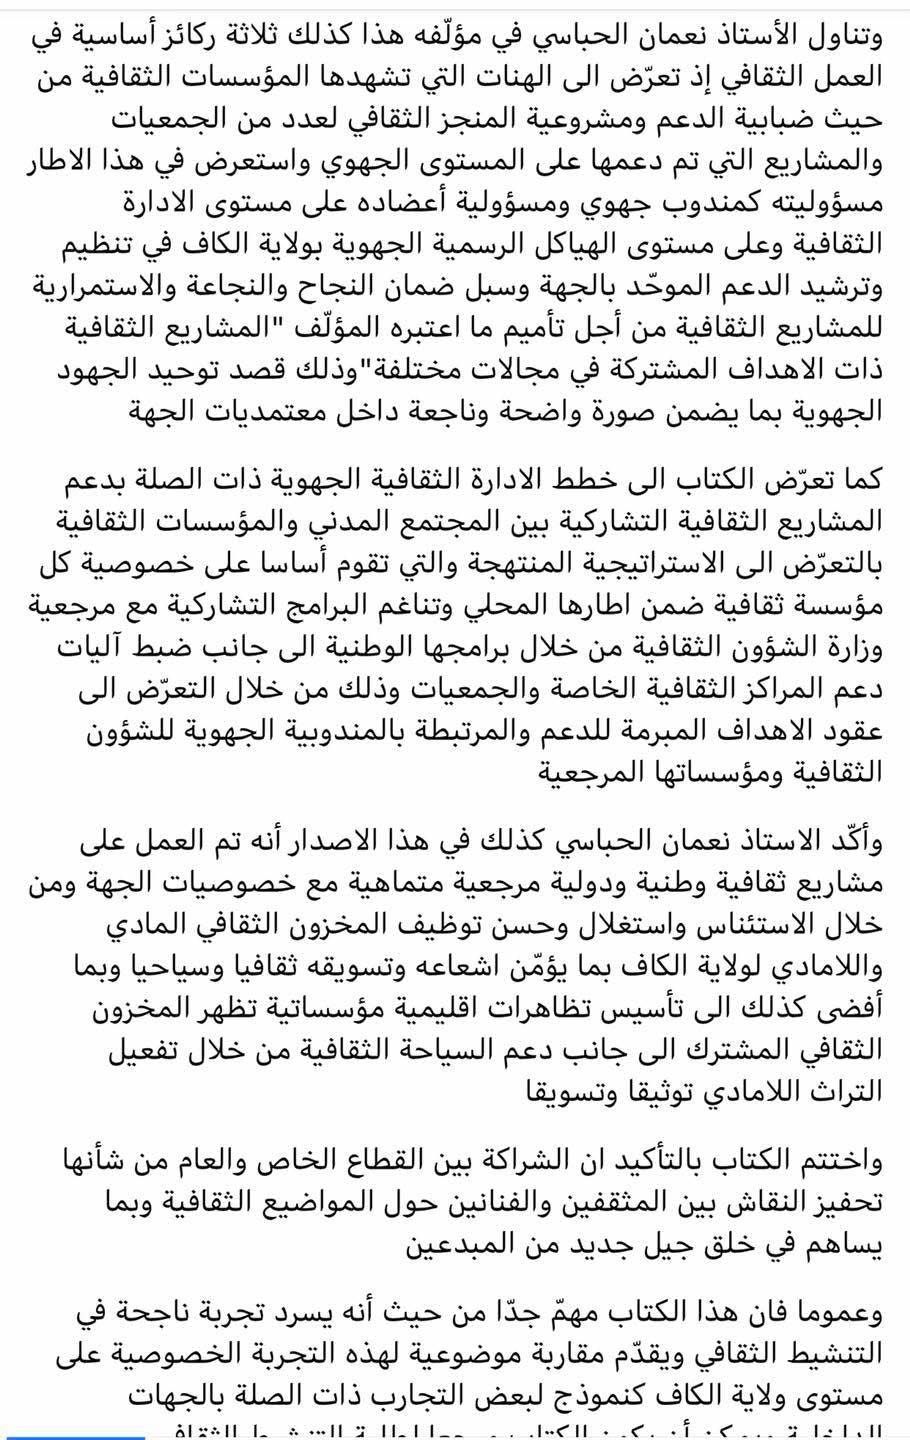 وتناول الأستاذ نعمان الحباسي في مؤلّفه هذا كذلك ثلاثة ركائز أساسية في
العمل الثقافي إذ تعرّض الى الهنات التي تشهدها المؤسسات الثقافية من
حيث ضبابية الدعم ومشروعية المنجز الثقافي لعدد من الجمعيات
والمشاريع التي تم دعمها على المستوى الجهوي واستعرض في هذا الاطار
مسؤوليته كمندوب جهوي ومسؤولية أعضاده على مستوى الادارة
الثقافية وعلى مستوى الهياكل الرسمية الجهوية بولاية الكاف في تنظيم
وترشيد الدعم الموحّد بالجهة وسبل ضمان النجاح والنجاعة والاستمرارية
للمشاريع الثقافية من أجل تأميم ما اعتبره المؤلّف "المشاريع الثقافية
ذات الاهداف المشتركة في مجالات مختلفة"وذلك قصد توحيد الجهود
الجهوية بما يضمن صورة واضحة وناجعة داخل معتمديات الجهة
كما تعرّض الكتاب الى خطط الادارة الثقافية الجهوية ذات الصلة بدعم
المشاريع الثقافية التشاركية بين المجتمع المدني والمؤسسات الثقافية
بالتعرّض الى الاستراتيجية المنتهجة والتي تقوم أساسا على خصوصية كل
مؤسسة ثقافية ضمن اطارها المحلي وتناغم البرامج التشاركية مع مرجعية
وزارة الشؤون الثقافية من خلال برامجها الوطنية الى جانب ضبط آليات
دعم المراكز الثقافية الخاصة والجمعيات وذلك من خلال التعرّض الى
عقود الاهداف المبرمة للدعم والمرتبطة بالمندوبية الجهوية للشؤون
الثقافية ومؤسساتها المرجعية
وأكّد الاستاذ نعمان الحباسي كذلك في هذا الاصدار أنه تم العمل على
مشاريع ثقافية وطنية ودولية مرجعية متماهية مع خصوصيات الجهة ومن
خلال الاستئناس واستغلال وحسن توظيف المخزون الثقافي المادي
واللامادي لولاية الكاف بما يؤمّن اشعاعه وتسويقه ثقافيا وسياحيا وبما
أفضى كذلك الى تأسيس تظاهرات اقليمية مؤسساتية تظهر المخزون
الثقافي المشترك الى جانب دعم السياحة الثقافية من خلال تفعيل
التراث اللامادي توثيقا وتسويقا
واختتم الكتاب بالتأكيد ان الشراكة بين القطاع الخاص والعام من شأنها
تحفيز النقاش بين المثقفين والفنانين حول المواضيع الثقافية وبما
يساهم في خلق جيل جديد من المبدعين
وعموما فان هذا الكتاب مهمّ جدّا من حيث أنه يسرد تجربة ناجحة في
التنشيط الثقافي ويقدّم مقاربة موضوعية لهذه التجربة الخصوصية على
مستوى ولاية الكاف كنموذج لبعض التجارب ذات الصلة بالجهات